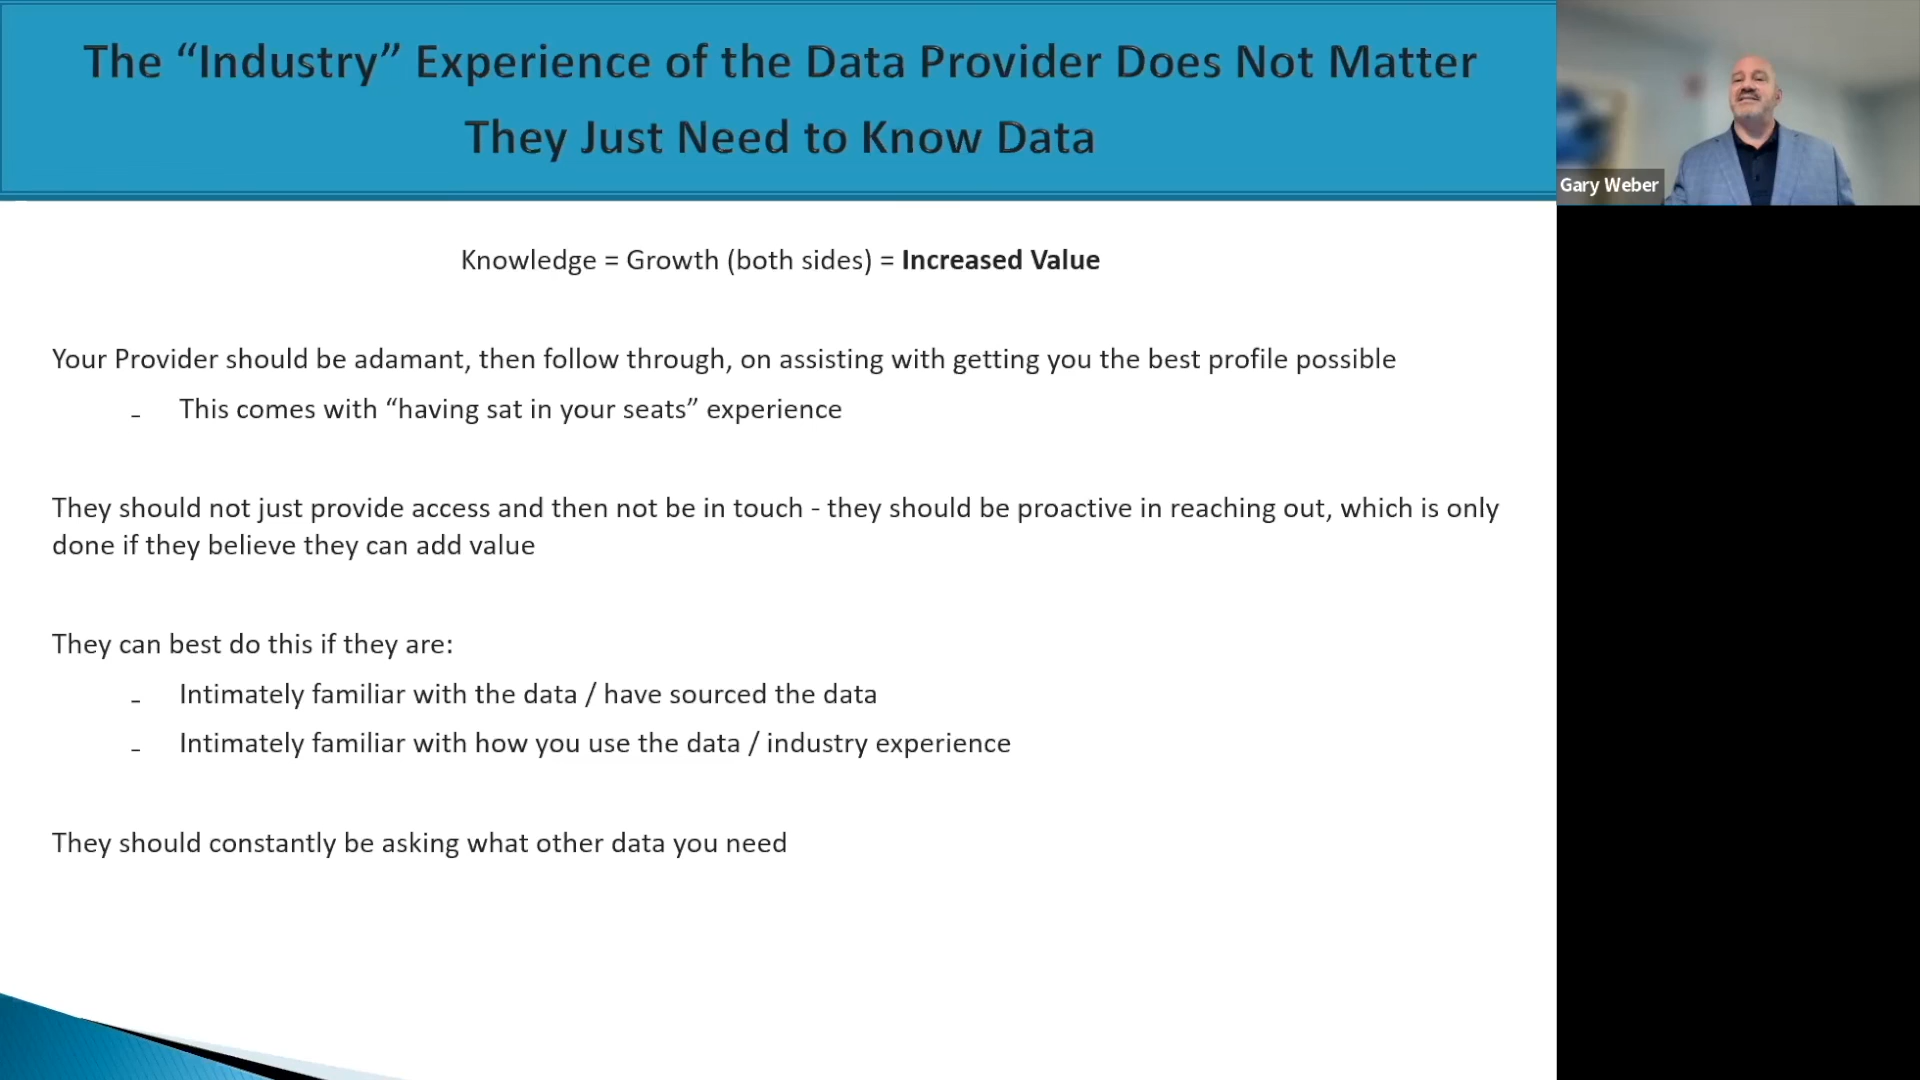 The “Industry” Experience of the Data Provider Does Not Matter
They Just Need to Know Data
Gary Weber
Knowledge = Growth (both sides) = Increased Value
Your Provider should be adamant, then follow through, on assisting with getting you the best profile possible
- This comes with “having sat in your seats” experience
They should not just provide access and then not be in touch - they should be proactive in reaching out, which is only
done if they believe they can add value
They can best do this if they are:
- Intimately familiar with the data / have sourced the data
- Intimately familiar with how you use the data / industry experience
They should constantly be asking what other data you need